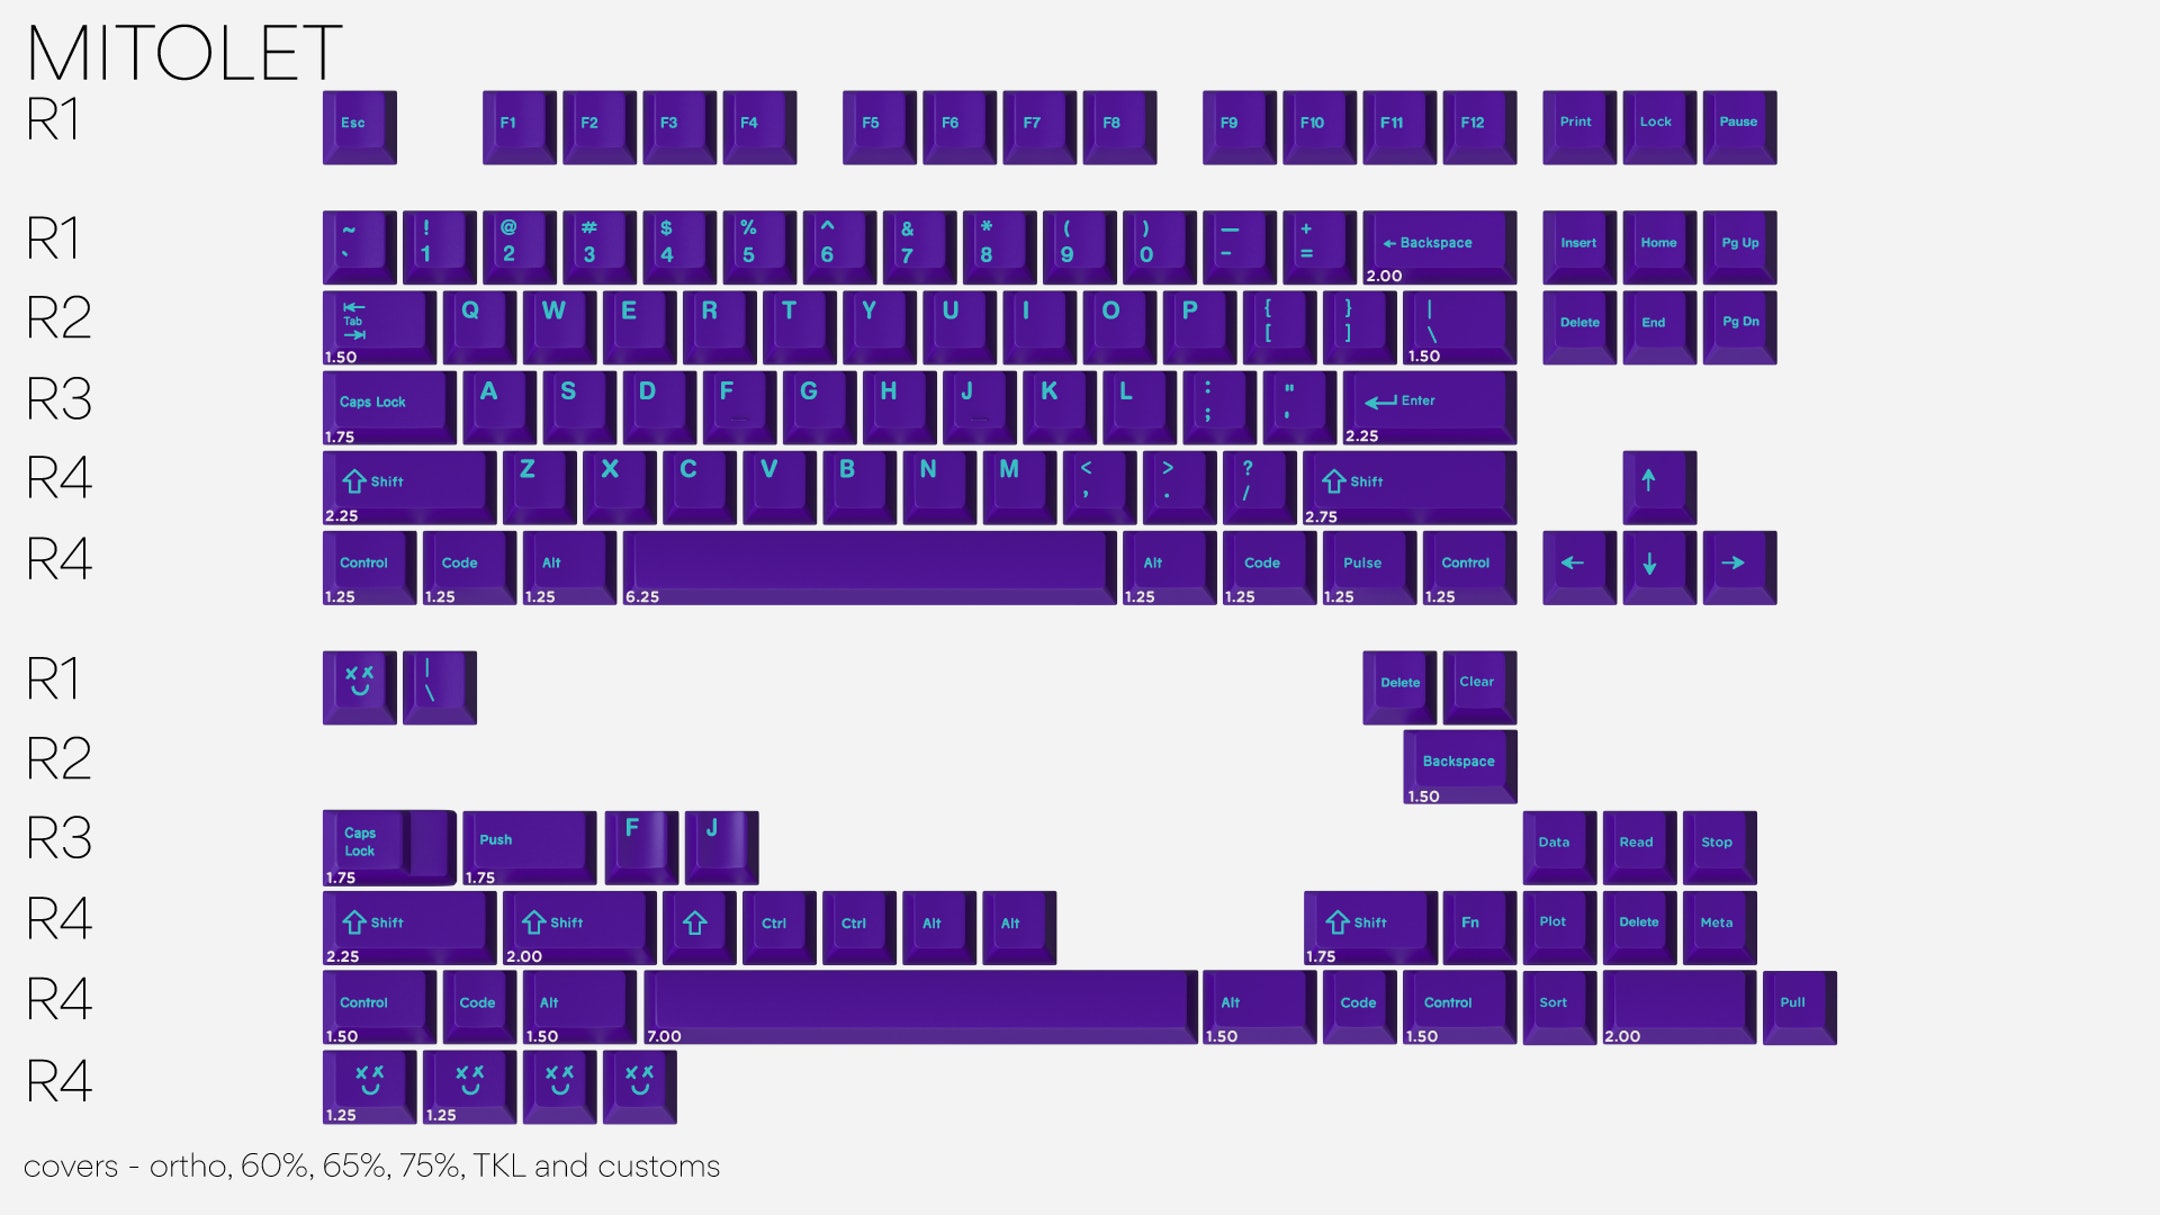 MITOLET
R1 Esc F1 F2 F3 F4 F5 F6 F7 F8 F9 F10 F11 F12 Print Lock Pause
R1 ~ ` ! 1 @ 2 # 3 $ 4 % 5 ^ 6 & 7 * 8 ( 9 ) 0 — - + = ← Backspace 2.00 Insert Home Pg Up
R2 ⇤ Tab ⇥ 1.50 Q W E R T Y U I O P { [ } ] | \ 1.50 Delete End Pg Dn
R3 Caps Lock 1.75 A S D F _ G H J _ K L : ; " ' ↵ Enter 2.25
R4 ⇧ Shift 2.25 Z X C V B N M < , > . ? / ⇧ Shift 2.75 ↑
R4 Control 1.25 Code 1.25 Alt 1.25 6.25 Alt 1.25 Code 1.25 Pulse 1.25 Control 1.25 ← ↓ →
R1 | \ Delete Clear
R2 Backspace 1.50
R3 Caps Lock 1.75 Push 1.75 F J Data Read Stop
R4 ⇧ Shift 2.25 ⇧ Shift 2.00 ⇧ Ctrl Ctrl Alt Alt ⇧ Shift 1.75 Fn Plot Delete Meta
R4 Control 1.50 Code Alt 1.50 7.00 Alt 1.50 Code Control 1.50 Sort 2.00 Pull
R4 1.25 1.25
covers - ortho, 60%, 65%, 75%, TKL and customs